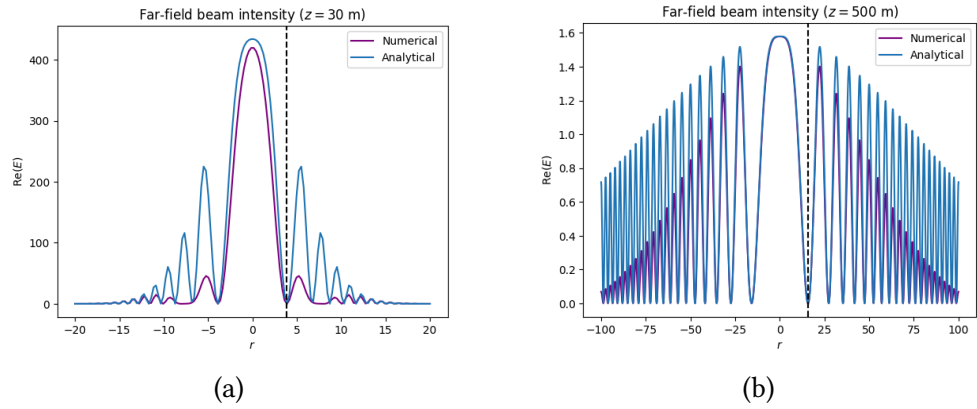 Far-field beam intensity (z = 30 m)
Numerical
Analytical
Re(E)
400
300
200
100
0
−20
−15
−10
−5
0
5
10
15
20
r
(a)
Far-field beam intensity (z = 500 m)
Numerical
Analytical
Re(E)
1.6
1.4
1.2
1.0
0.8
0.6
0.4
0.2
0.0
−100
−75
−50
−25
0
25
50
75
100
r
(b)